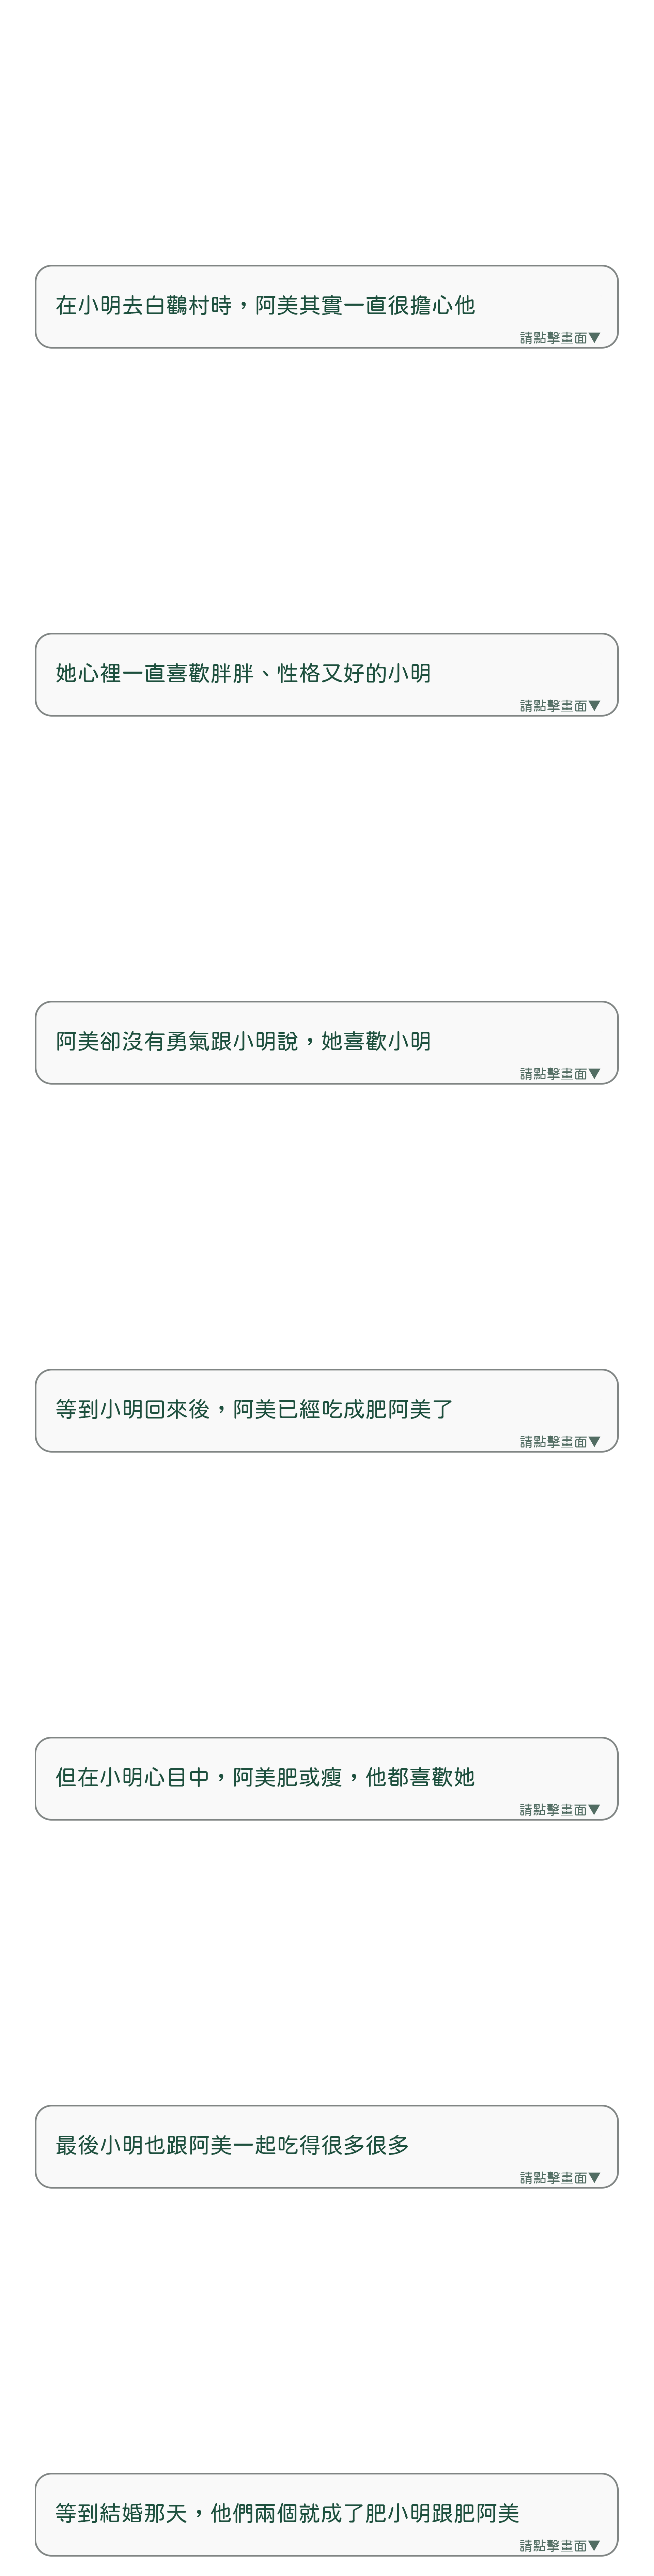 在小明去白鸛村時，阿美其實一直很擔心他
請點擊畫面▼
她心裡一直喜歡胖胖、性格又好的小明
請點擊畫面▼
阿美卻沒有勇氣跟小明說，她喜歡小明
請點擊畫面▼
等到小明回來後，阿美已經吃成肥阿美了
請點擊畫面▼
但在小明心目中，阿美肥或瘦，他都喜歡她
請點擊畫面▼
最後小明也跟阿美一起吃得很多很多
請點擊畫面▼
等到結婚那天，他們兩個就成了肥小明跟肥阿美
請點擊畫面▼